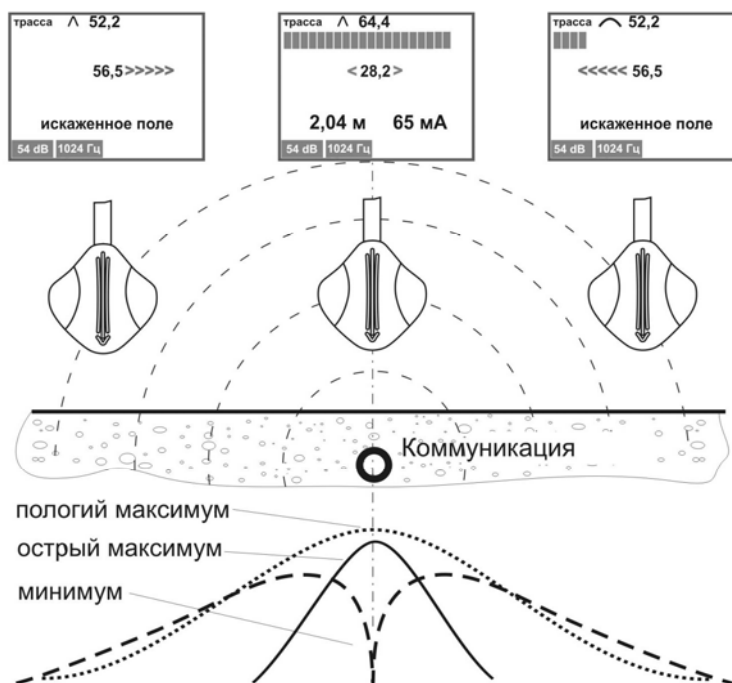 трасса ∧ 52,2
56,5>>>>>
искаженное поле
54 dB 1024 Гц
трасса ∧ 64,4
<28,2>
2,04 м 65 мА
54 dB 1024 Гц
трасса ⌒ 52,2
<<<<< 56,5
искаженное поле
54 dB 1024 Гц
Коммуникация
пологий максимум
острый максимум
минимум